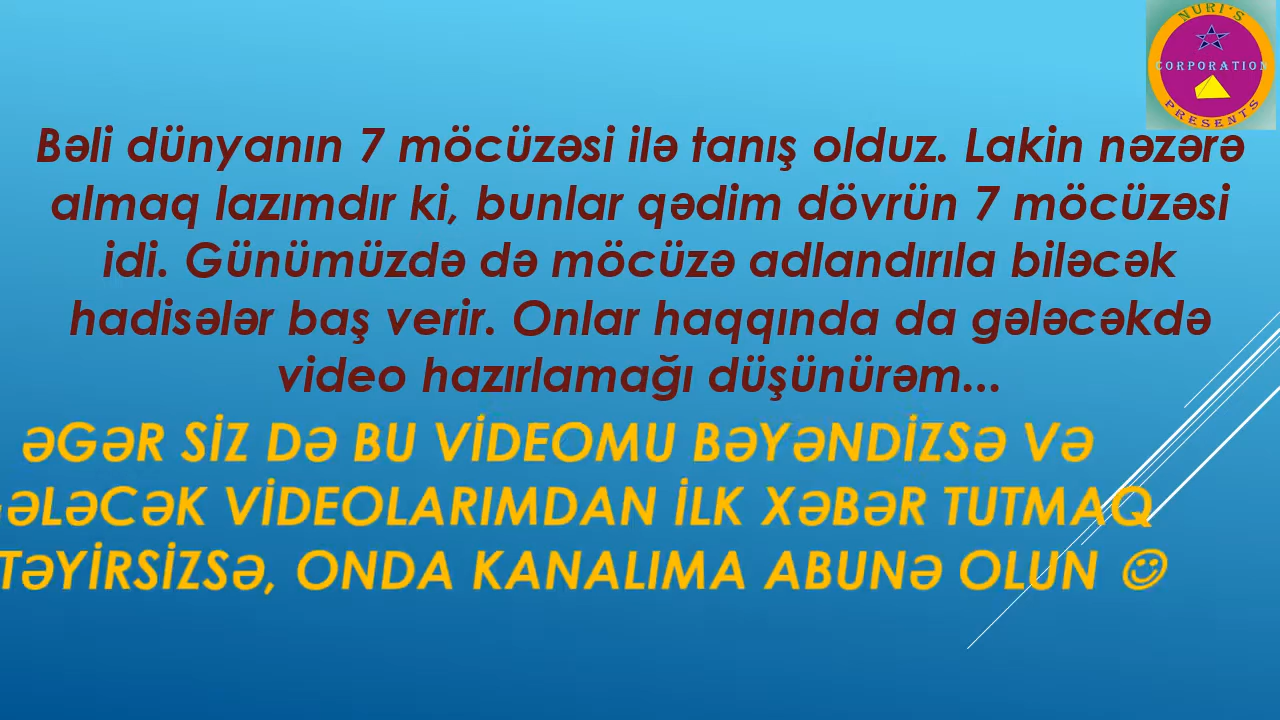 NURİ'S
CORPORATION
PRESENTS
Bəli dünyanın 7 möcüzəsi ilə tanış olduz. Lakin nəzərə
almaq lazımdır ki, bunlar qədim dövrün 7 möcüzəsi
idi. Günümüzdə də möcüzə adlandırıla biləcək
hadisələr baş verir. Onlar haqqında da gələcəkdə
video hazırlamağı düşünürəm...
ƏGƏR SİZ DƏ BU VİDEOMU BƏYƏNDİZSƏ VƏ
ƏLƏCƏK VİDEOLARIMDAN İLK XƏBƏR TUTMAQ
TƏYİRSİZSƏ, ONDA KANALIMA ABUNƏ OLUN ☺